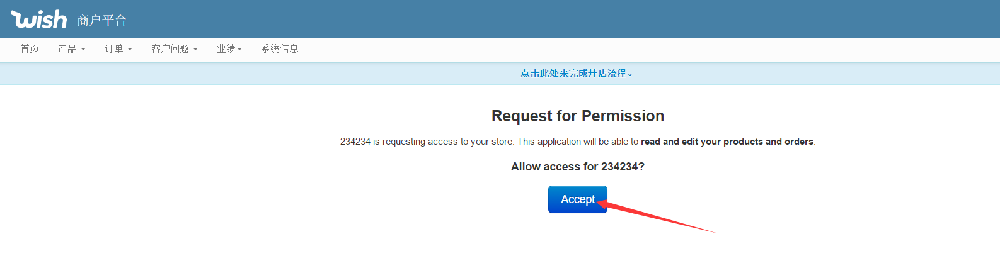 wish 商户平台
首页 产品 订单 客户问题 业绩 系统信息
点击此处来完成开店流程。
Request for Permission
234234 is requesting access to your store. This application will be able to read and edit your products and orders.
Allow access for 234234?
Accept